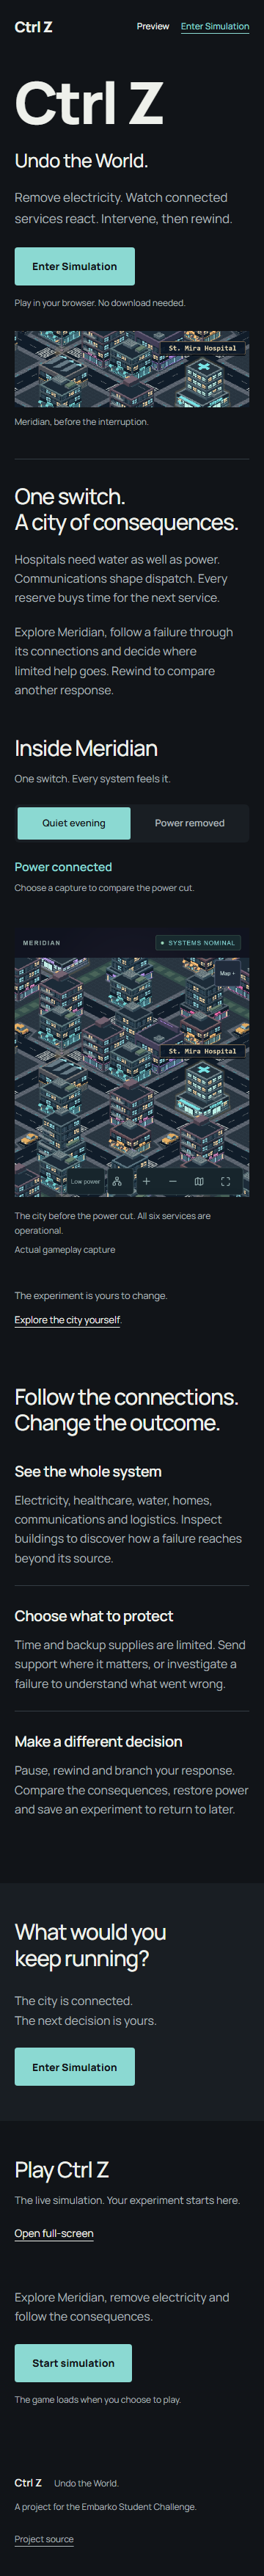 Ctrl Z
Preview
Enter Simulation
Ctrl Z
Undo the World.
Remove electricity. Watch connected
services react. Intervene, then rewind.
Enter Simulation
Play in your browser. No download needed.
St. Mira Hospital
Meridian, before the interruption.
One switch.
A city of consequences.
Hospitals need water as well as power.
Communications shape dispatch. Every
reserve buys time for the next service.
Explore Meridian, follow a failure through
its connections and decide where
limited help goes. Rewind to compare
another response.
Inside Meridian
One switch. Every system feels it.
Quiet evening
Power removed
Power connected
Choose a capture to compare the power cut.
MERIDIAN
SYSTEMS NOMINAL
Map
St. Mira Hospital
Low power
The city before the power cut. All six services are
operational.
Actual gameplay capture
The experiment is yours to change.
Explore the city yourself.
Follow the connections.
Change the outcome.
See the whole system
Electricity, healthcare, water, homes,
communications and logistics. Inspect
buildings to discover how a failure reaches
beyond its source.
Choose what to protect
Time and backup supplies are limited. Send
support where it matters, or investigate a
failure to understand what went wrong.
Make a different decision
Pause, rewind and branch your response.
Compare the consequences, restore power
and save an experiment to return to later.
What would you
keep running?
The city is connected.
The next decision is yours.
Enter Simulation
Play Ctrl Z
The live simulation. Your experiment starts here.
Open full-screen
Explore Meridian, remove electricity and
follow the consequences.
Start simulation
The game loads when you choose to play.
Ctrl Z
Undo the World.
A project for the Embarko Student Challenge.
Project source